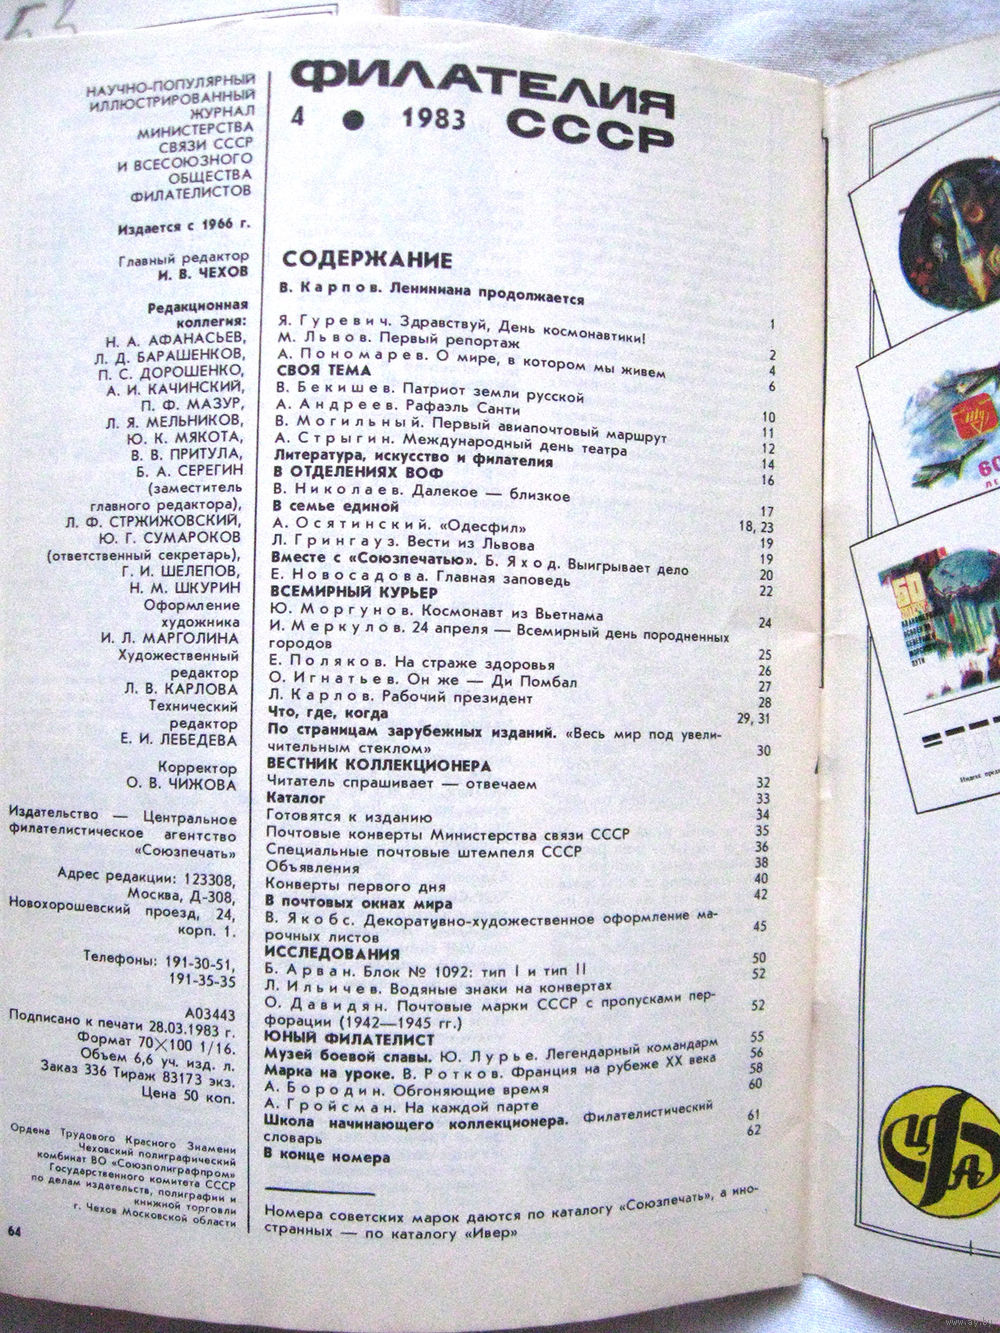 НАУЧНО-ПОПУЛЯРНЫЙ
ИЛЛЮСТРИРОВАННЫЙ
ЖУРНАЛ
МИНИСТЕРСТВА
СВЯЗИ СССР
И ВСЕСОЮЗНОГО
ОБЩЕСТВА
ФИЛАТЕЛИСТОВ
Издается с 1966 г.
Главный редактор
И. В. ЧЕХОВ
Редакционная
коллегия:
Н. А. АФАНАСЬЕВ,
Л. Д. БАРАШЕНКОВ,
П. С. ДОРОШЕНКО,
А. И. КАЧИНСКИЙ,
П. Ф. МАЗУР,
Л. Я. МЕЛЬНИКОВ,
Ю. К. МЯКОТА,
В. В. ПРИТУЛА,
Б. А. СЕРЕГИН
(заместитель
главного редактора),
Л. Ф. СТРЖИЖОВСКИЙ,
Ю. Г. СУМАРОКОВ
(ответственный секретарь),
Г. И. ШЕЛЕПОВ,
Н. М. ШКУРИН
Оформление
художника
И. Л. МАРГОЛИНА
Художественный
редактор
Л. В. КАРЛОВА
Технический
редактор
Е. И. ЛЕБЕДЕВА
Корректор
О. В. ЧИЖОВА
Издательство — Центральное
филателистическое агентство
«Союзпечать»
Адрес редакции: 123308,
Москва, Д-308,
Новохорошевский проезд, 24,
корп. 1.
Телефоны: 191-30-51,
191-35-35
А03443
Подписано к печати 28.03.1983 г.
Формат 70×100 1/16.
Объем 6,6 уч. изд. л.
Заказ 336 Тираж 83173 экз.
Цена 50 коп.
Ордена Трудового Красного Знамени
Чеховский полиграфический
комбинат ВО «Союзполиграфпром»
Государственного комитета СССР
по делам издательств, полиграфии и
книжной торговли
г. Чехов Московской области
64
ФИЛАТЕЛИЯ
4 ● 1983 СССР
СОДЕРЖАНИЕ
В. Карпов. Лениниана продолжается 1
Я. Гуревич. Здравствуй, День космонавтики! 2
М. Львов. Первый репортаж 4
А. Пономарев. О мире, в котором мы живем 6
СВОЯ ТЕМА
В. Бекишев. Патриот земли русской 10
А. Андреев. Рафаэль Санти 11
В. Могильный. Первый авиапочтовый маршрут 12
А. Стрыгин. Международный день театра 14
Литература, искусство и филателия 16
В ОТДЕЛЕНИЯХ ВОФ
В. Николаев. Далекое — близкое 17
В семье единой 18, 23
А. Осятинский. «Одесфил» 19
Л. Грингауз. Вести из Львова 19
Вместе с «Союзпечатью». Б. Яход. Выигрывает дело 20
Е. Новосадова. Главная заповедь 22
ВСЕМИРНЫЙ КУРЬЕР
Ю. Моргунов. Космонавт из Вьетнама 24
И. Меркулов. 24 апреля — Всемирный день породненных
городов 25
Е. Поляков. На страже здоровья 26
О. Игнатьев. Он же — Ди Помбал 27
Л. Карлов. Рабочий президент 28
Что, где, когда 29, 31
По страницам зарубежных изданий. «Весь мир под увели-
чительным стеклом» 30
ВЕСТНИК КОЛЛЕКЦИОНЕРА
Читатель спрашивает — отвечаем 32
Каталог 33
Готовятся к изданию 34
Почтовые конверты Министерства связи СССР 35
Специальные почтовые штемпеля СССР 36
Объявления 38
Конверты первого дня 40
В почтовых окнах мира 42
В. Якобс. Декоративно-художественное оформление ма-
рочных листов 45
ИССЛЕДОВАНИЯ
Б. Арван. Блок № 1092: тип I и тип II 50
Л. Ильичев. Водяные знаки на конвертах 52
О. Давидян. Почтовые марки СССР с пропусками пер-
форации (1942—1945 гг.) 52
ЮНЫЙ ФИЛАТЕЛИСТ
Музей боевой славы. Ю. Лурье. Легендарный командарм 55
Марка на уроке. В. Ротков. Франция на рубеже XX века 56
А. Бородин. Обгоняющие время 58
А. Гройсман. На каждой парте 60
Школа начинающего коллекционера. Филателистический
словарь 61
В конце номера 62
Номера советских марок даются по каталогу «Союзпечать», а ино-
странных — по каталогу «Ивер»
60
ЛЕ
50
ПУТИ
ЦФА
www.ay.by